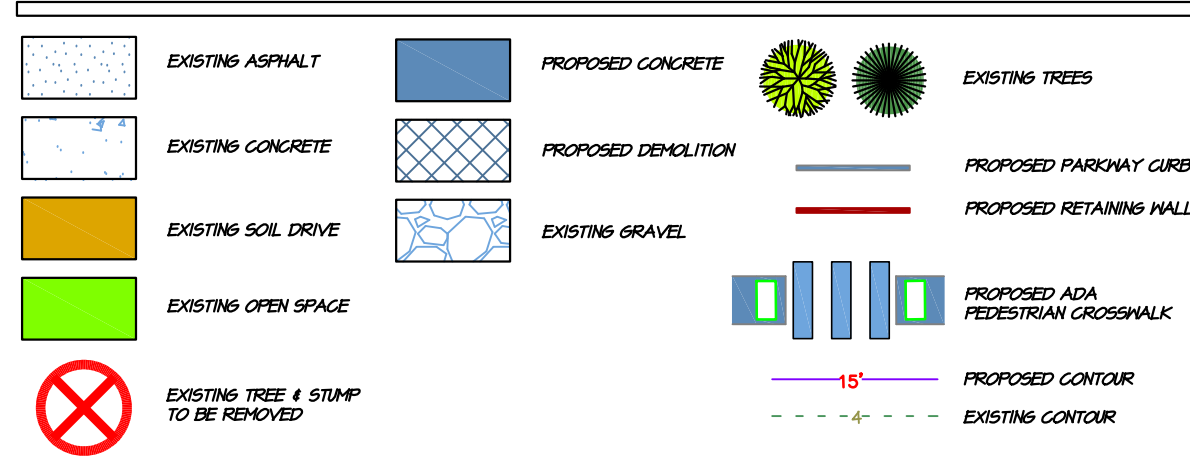 EXISTING ASPHALT
EXISTING CONCRETE
EXISTING SOIL DRIVE
EXISTING OPEN SPACE
EXISTING TREE & STUMP
TO BE REMOVED
PROPOSED CONCRETE
PROPOSED DEMOLITION
EXISTING GRAVEL
EXISTING TREES
PROPOSED PARKWAY CURB
PROPOSED RETAINING WALL
PROPOSED ADA
PEDESTRIAN CROSSWALK
15' PROPOSED CONTOUR
4 EXISTING CONTOUR